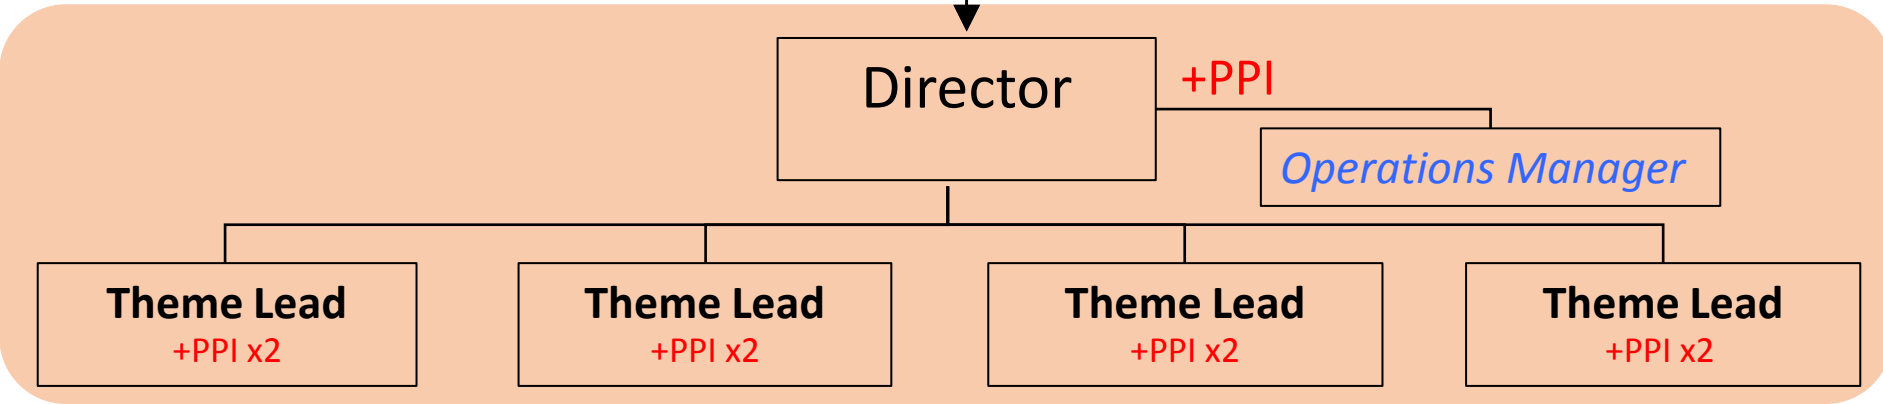 Director
+PPI
Operations Manager
Theme Lead
+PPI x2
Theme Lead
+PPI x2
Theme Lead
+PPI x2
Theme Lead
+PPI x2